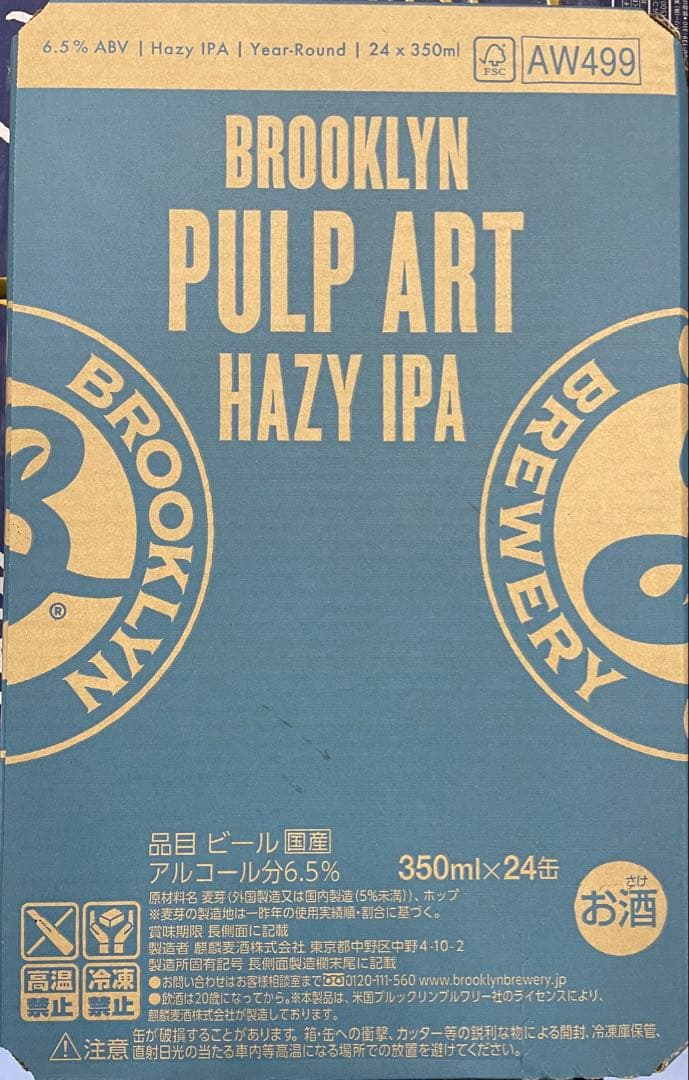 6.5% ABV | Hazy IPA | Year-Round | 24 x 350ml
FSC
AW499
BROOKLYN
PULP ART
HAZY IPA
BROOKLYN
®
BREWERY
品目 ビール 国産
アルコール分6.5%
350ml×24缶
原材料名 麦芽(外国製造又は国内製造(5%未満))、ホップ
※麦芽の製造地は一昨年の使用実績順・割合に基づく。
賞味期限 長側面に記載
製造者 麒麟麦酒株式会社 東京都中野区中野4-10-2
製造所固有記号 長側面製造欄末尾に記載
●お問い合わせはお客様相談室まで 0120-111-560 www.brooklynbrewery.jp
●飲酒は20歳になってから。※本製品は、米国ブルックリンブルワリー社のライセンスにより、
麒麟麦酒株式会社が製造しております。
高温禁止
冷凍禁止
さけ
お酒
注意 缶が破損することがあります。箱・缶への衝撃、カッター等の鋭利な物による開封、冷凍庫保管、
直射日光の当たる車内等高温になる場所での放置を避けてください。